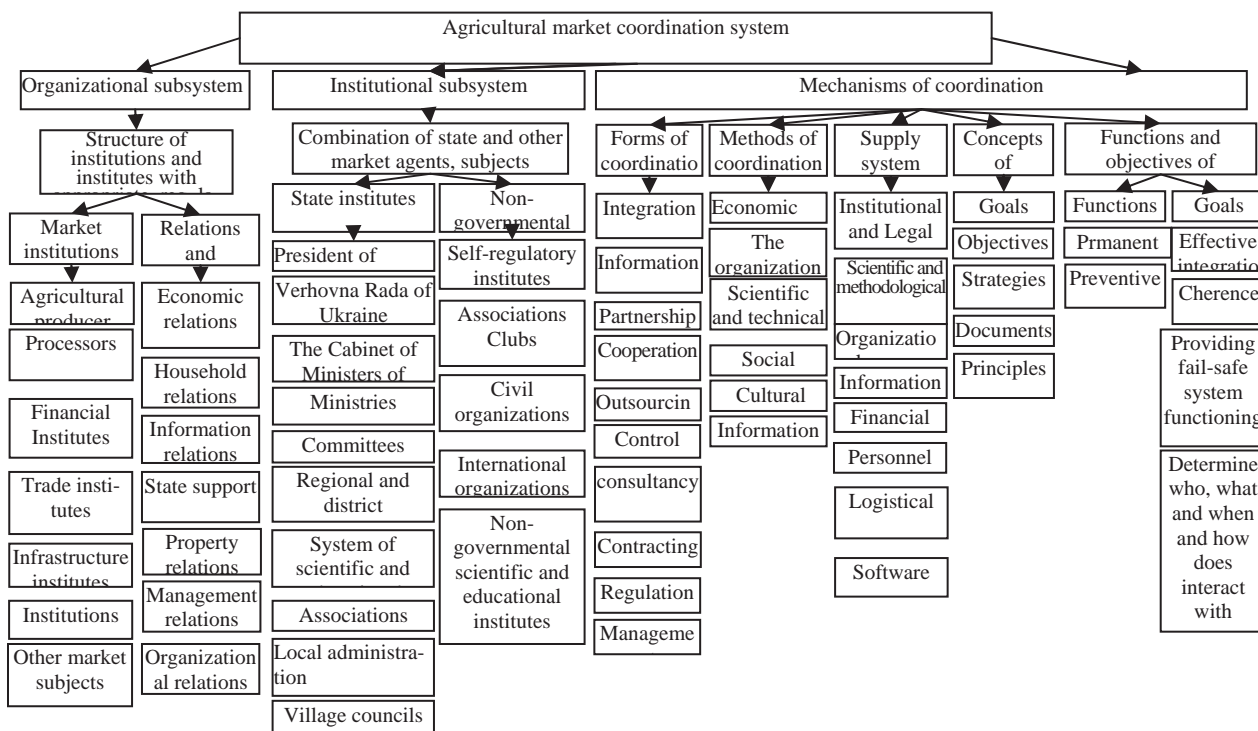 Agricultural market coordination system
Organizational subsystem
Institutional subsystem
Mechanisms of coordination
Structure of
institutions and
institutes with
Combination of state and other
market agents, subjects
Forms of
coordinatio
Methods of
coordination
Supply
system
Concepts
of
Functions and
objectives of
Market
institutions
Agricultural
producer
Processors
Financial
Institutes
Trade insti-
tutes
Infrastructure
institutes
Institutions
Other market
subjects
Relations
and
Economic
relations
Household
relations
Information
relations
State support
Property
relations
Management
relations
Organization
al relations
State institutes
President of
Verhovna Rada of
Ukraine
The Cabinet of
Ministers of
Ministries
Committees
Regional and
district
System of
scientific and
Associations
Local administra-
tion
Village councils
Non-
governmental
Self-regulatory
institutes
Associations
Clubs
Civil
organizations
International
organizations
Non-
governmental
scientific and
educational
institutes
Integration
Information
Partnership
Cooperation
Outsourcin
Control
consultancy
Contracting
Regulation
Manageme
Economic
The
organization
Scientific
and technical
Social
Cultural
Information
Institutional
and Legal
Scientific and
methodological
Organizatio
Information
Financial
Personnel
Logistical
Software
Goals
Objectives
Strategies
Documents
Principles
Functions
Prmanent
Preventive
Goals
Effective
integration
Cherence
Providing
fail-safe
system
functioning
Determine
who, what
and when
and how
does
interact
with